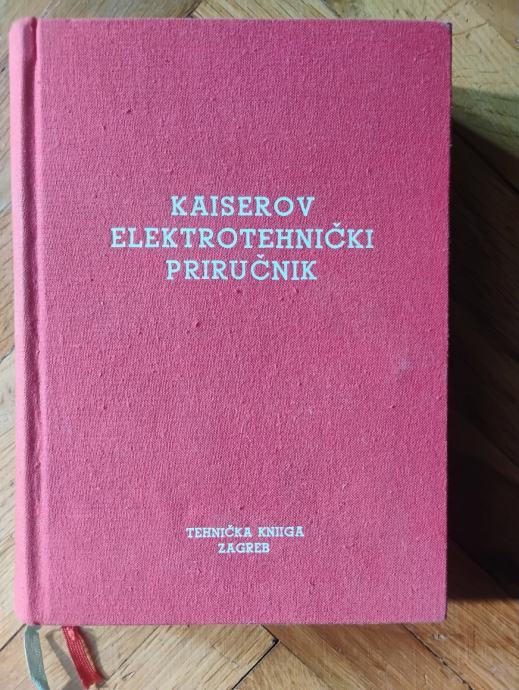 KAISEROV
ELEKTROTEHNIČKI
PRIRUČNIK
TEHNIČKA KNJIGA
ZAGREB